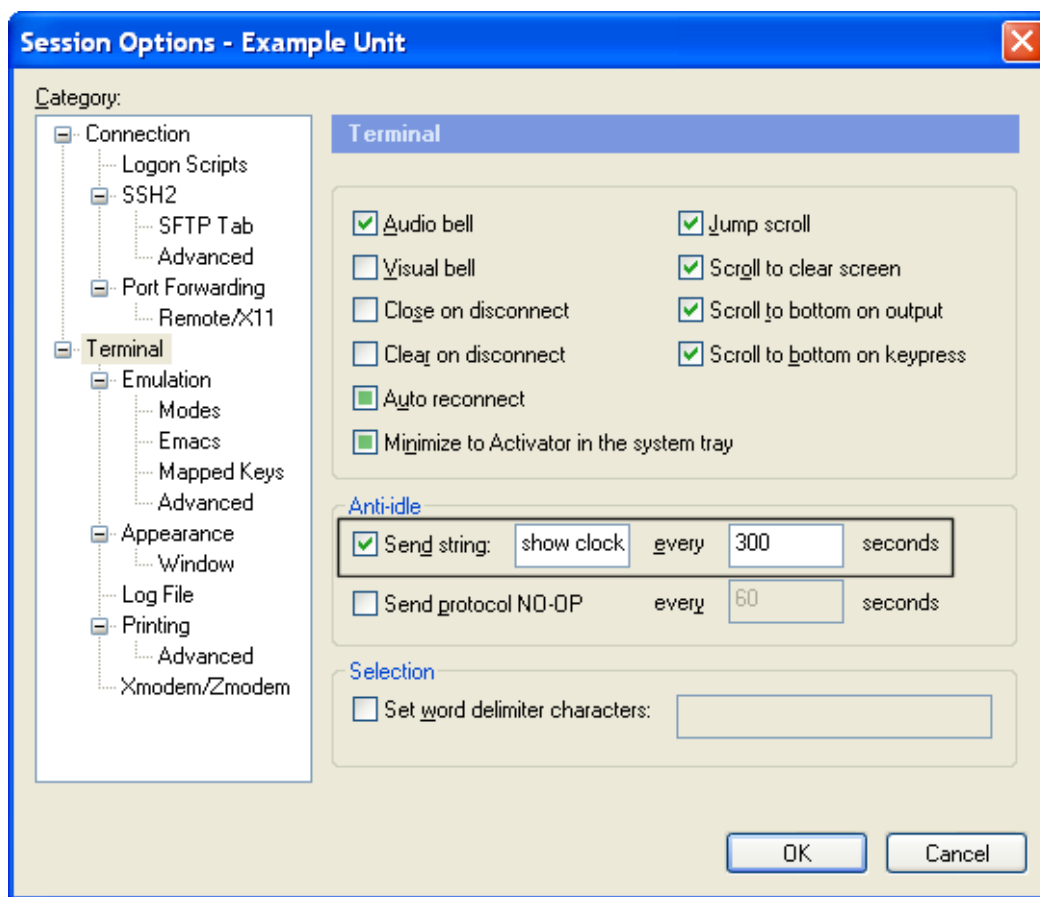 Session Options - Example Unit
Category:
Connection
Logon Scripts
SSH2
SFTP Tab
Advanced
Port Forwarding
Remote/X11
Terminal
Emulation
Modes
Emacs
Mapped Keys
Advanced
Appearance
Window
Log File
Printing
Advanced
Xmodem/Zmodem
Terminal
Audio bell
Jump scroll
Visual bell
Scroll to clear screen
Close on disconnect
Scroll to bottom on output
Clear on disconnect
Scroll to bottom on keypress
Auto reconnect
Minimize to Activator in the system tray
Anti-idle
Send string: show clock every 300 seconds
Send protocol NO-OP every 60 seconds
Selection
Set word delimiter characters:
OK Cancel